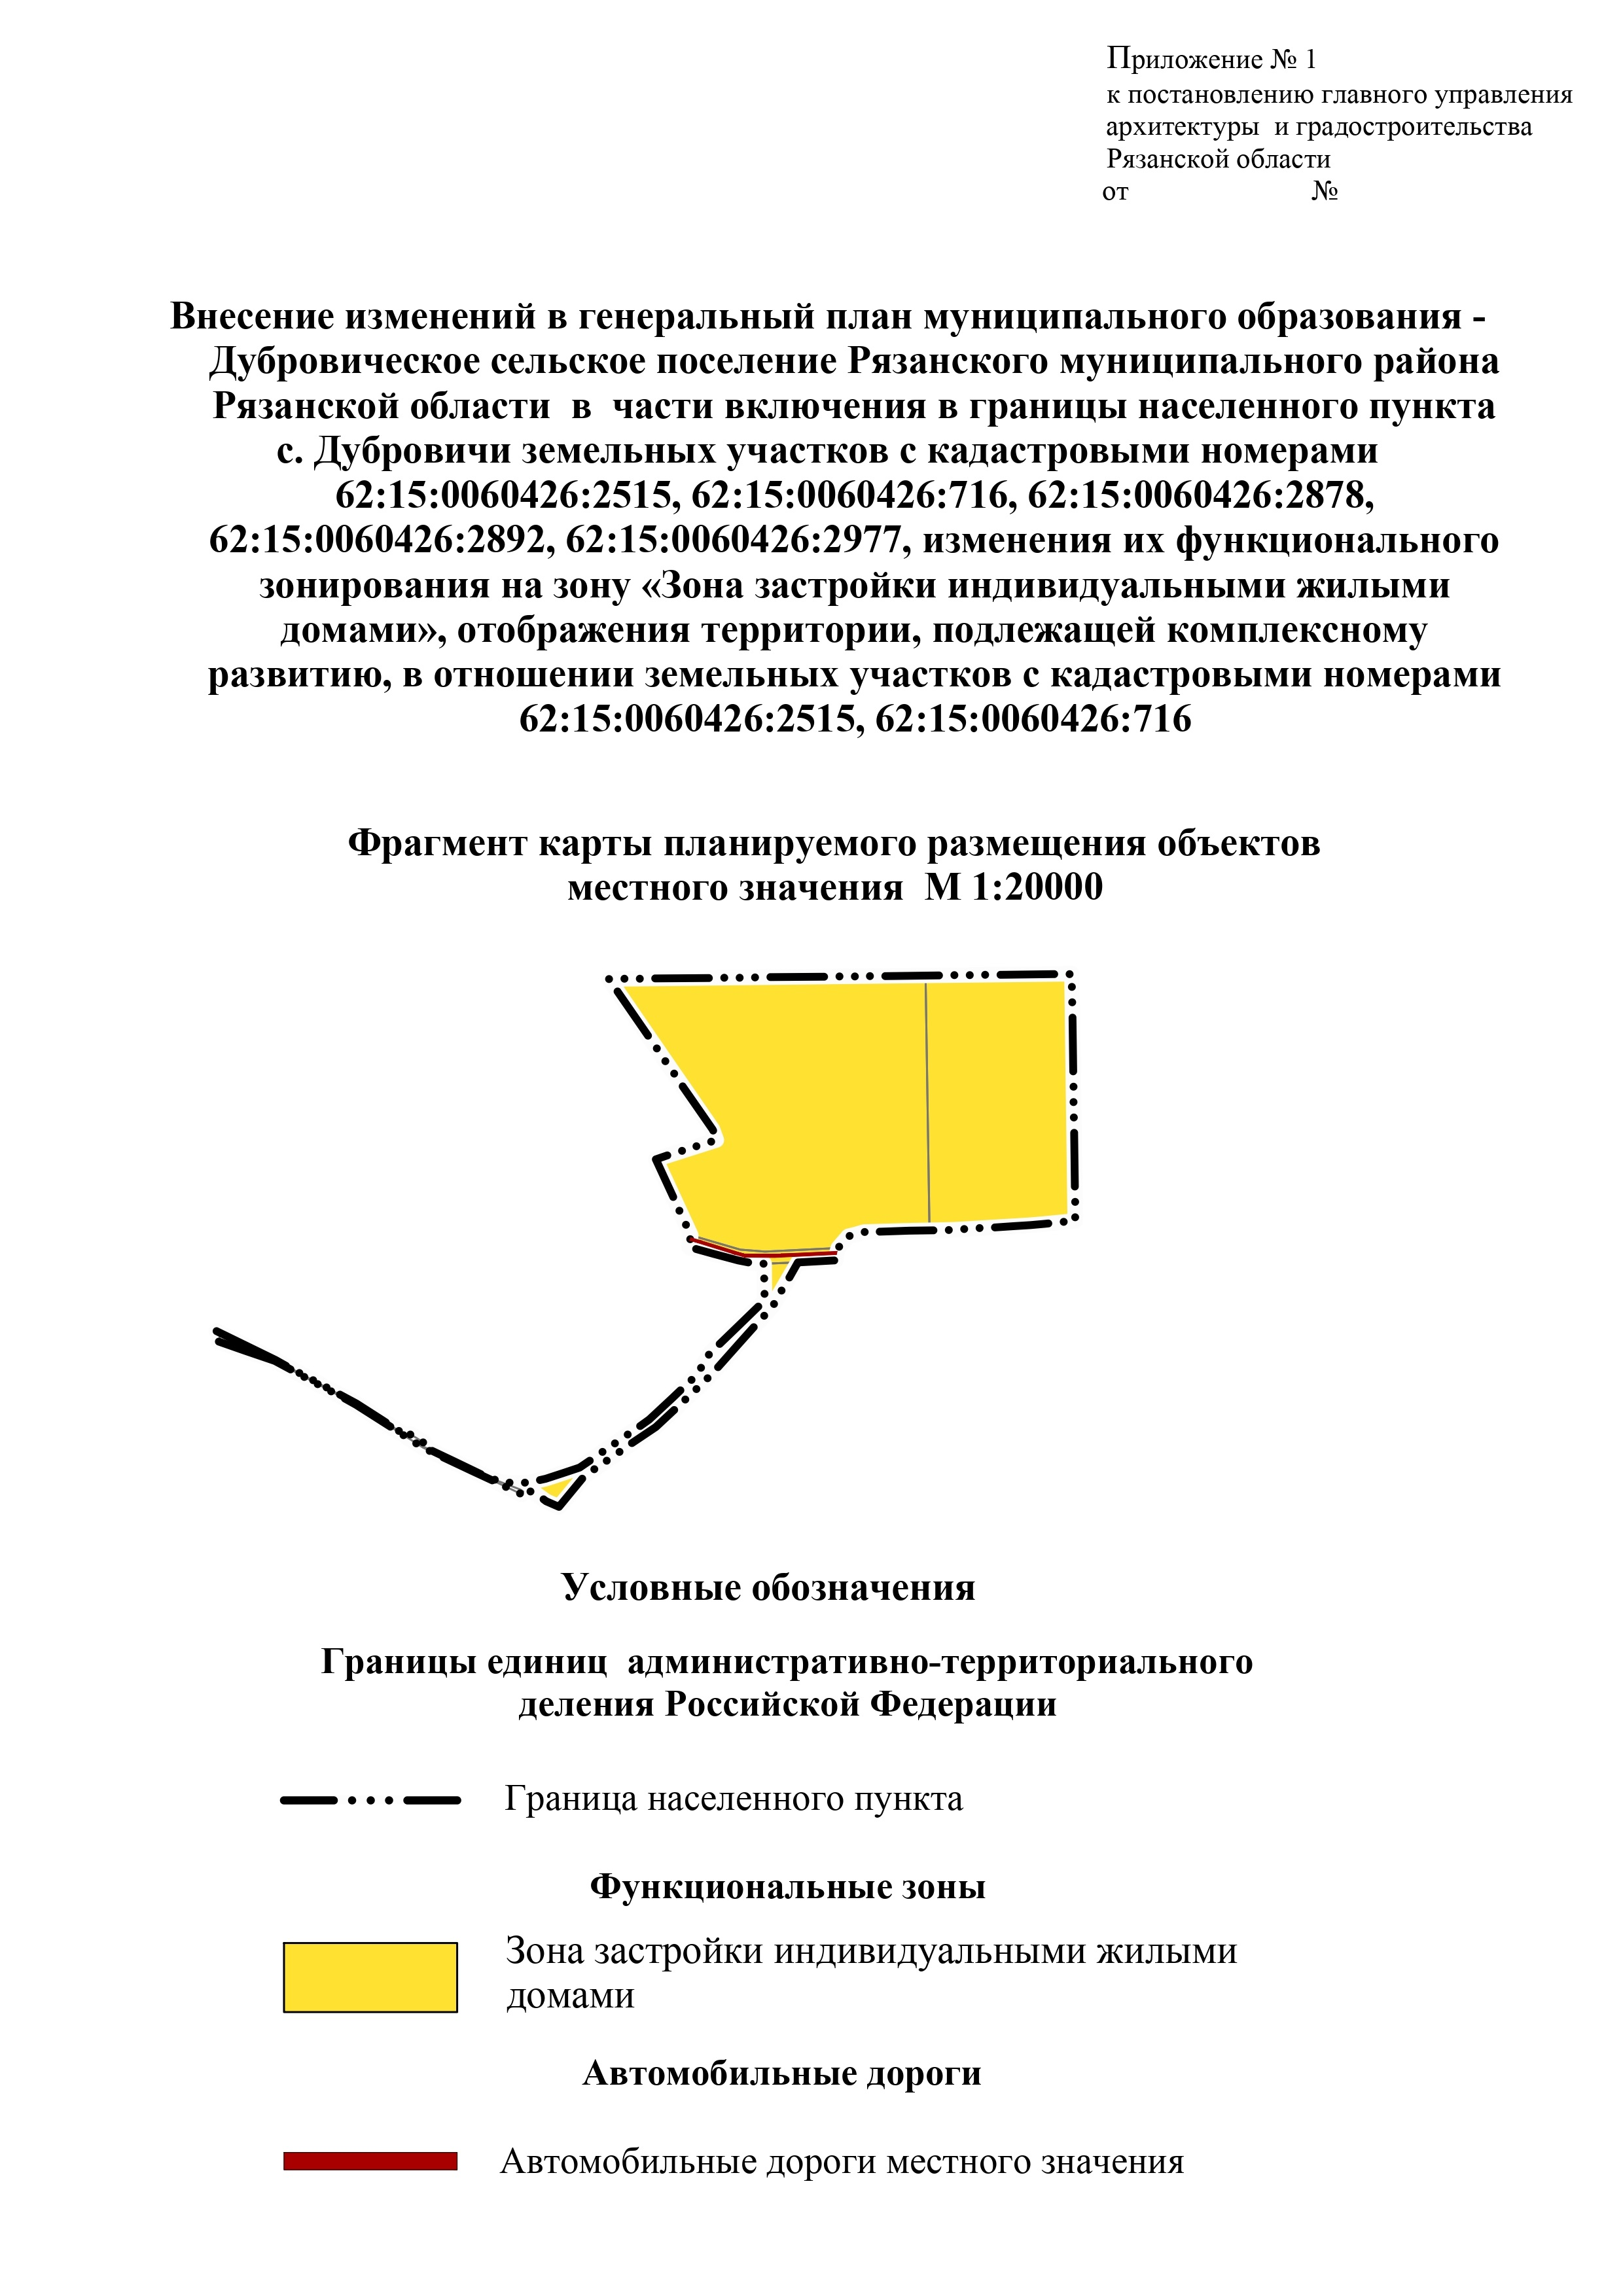 Приложение № 1
к постановлению главного управления
архитектуры и градостроительства
Рязанской области
от №
Внесение изменений в генеральный план муниципального образования -
Дубровическое сельское поселение Рязанского муниципального района
Рязанской области в части включения в границы населенного пункта
с. Дубровичи земельных участков с кадастровыми номерами
62:15:0060426:2515, 62:15:0060426:716, 62:15:0060426:2878,
62:15:0060426:2892, 62:15:0060426:2977, изменения их функционального
зонирования на зону «Зона застройки индивидуальными жилыми
домами», отображения территории, подлежащей комплексному
развитию, в отношении земельных участков с кадастровыми номерами
62:15:0060426:2515, 62:15:0060426:716
Фрагмент карты планируемого размещения объектов
местного значения М 1:20000
Условные обозначения
Границы единиц административно-территориального
деления Российской Федерации
Граница населенного пункта
Функциональные зоны
Зона застройки индивидуальными жилыми
домами
Автомобильные дороги
Автомобильные дороги местного значения